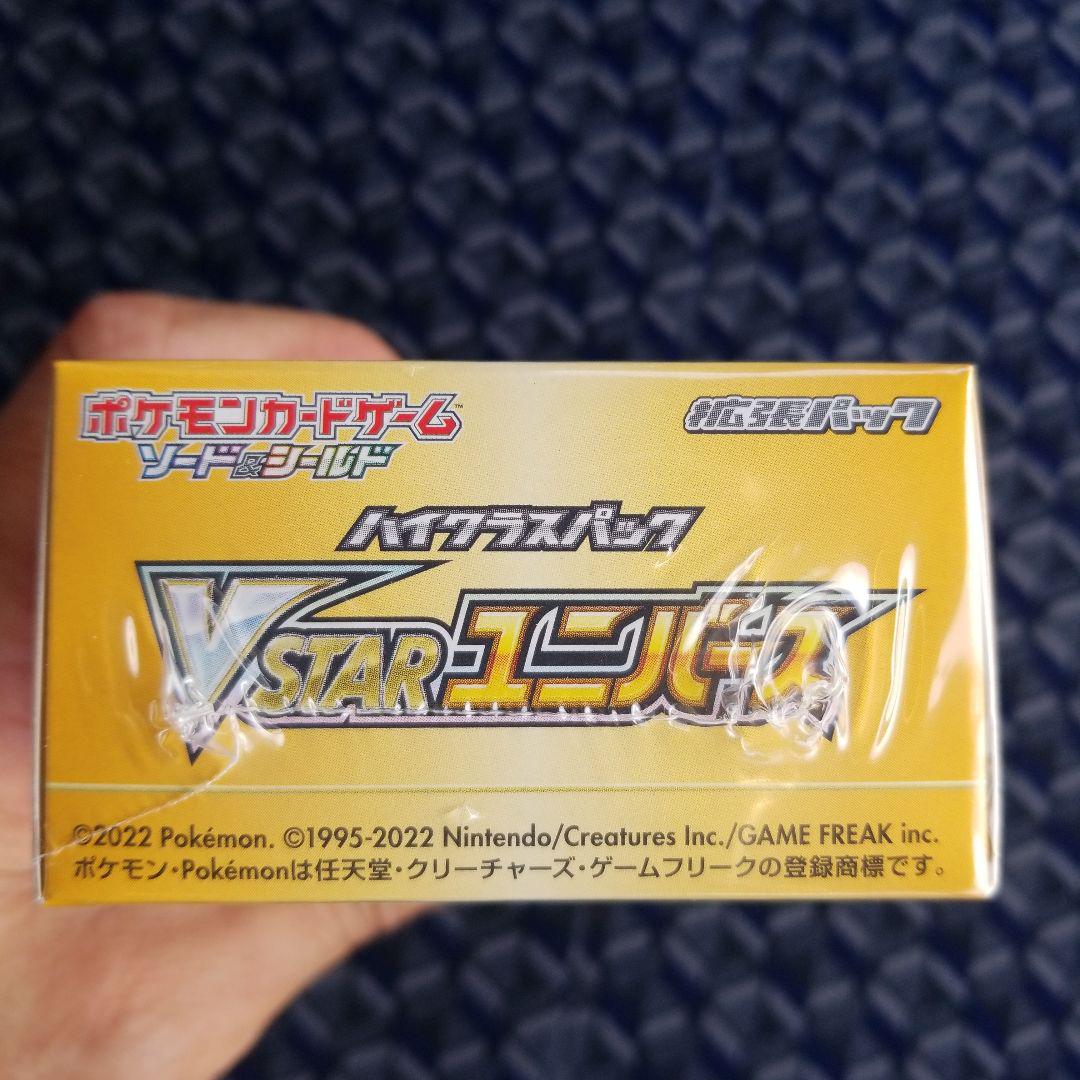 ポケモンカードゲーム™
ソード&シールド
拡張パック
ハイクラスパック
VSTARユニバース
©2022 Pokémon. ©1995-2022 Nintendo/Creatures Inc./GAME FREAK inc.
ポケモン・Pokémonは任天堂・クリーチャーズ・ゲームフリークの登録商標です。